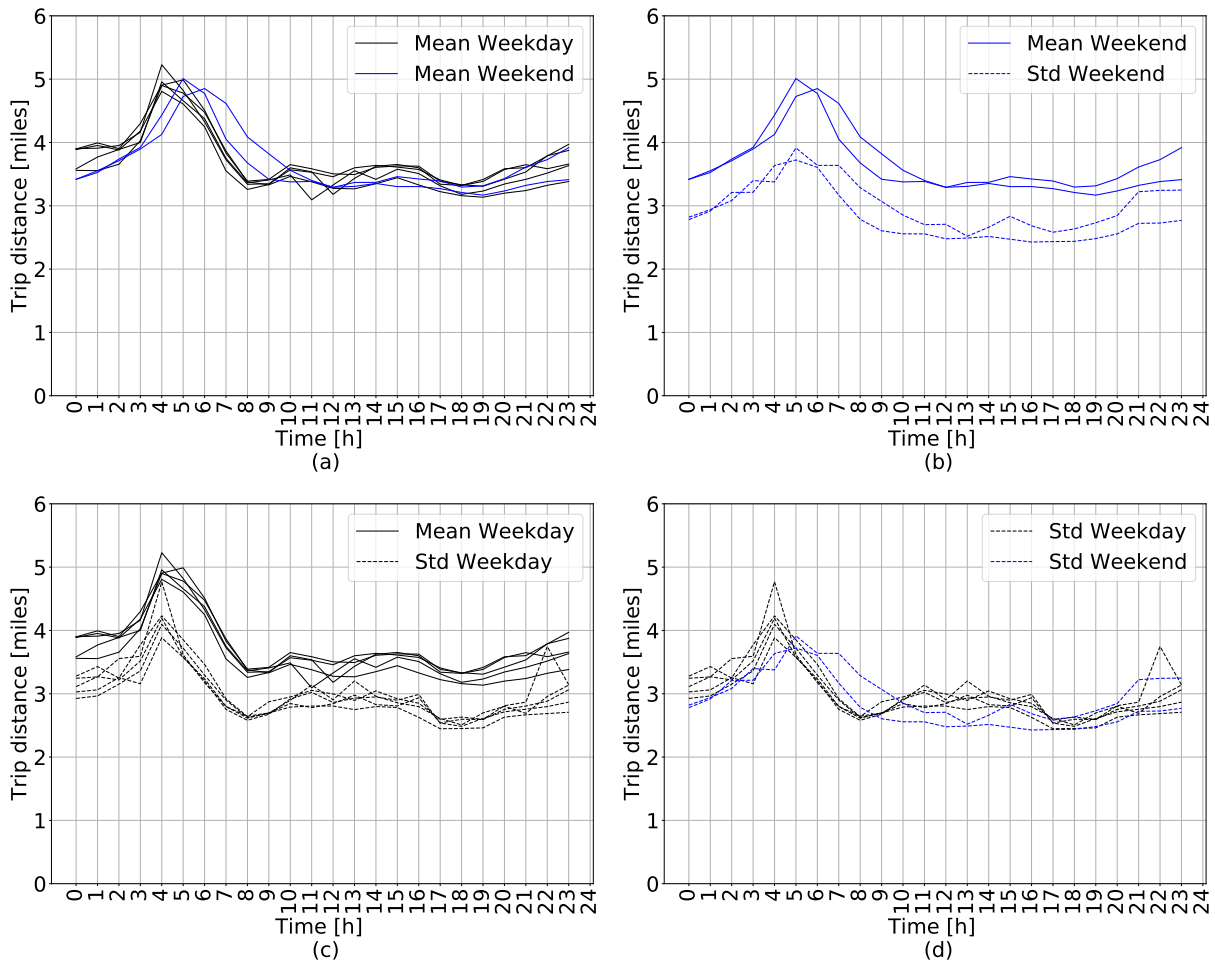 6
5
4
3
2
1
0
Trip distance [miles]
Mean Weekday
Mean Weekend
0 1 2 3 4 5 6 7 8 9 10 11 12 13 14 15 16 17 18 19 20 21 22 23 24
Time [h]
(a)
6
5
4
3
2
1
0
Trip distance [miles]
Mean Weekend
Std Weekend
0 1 2 3 4 5 6 7 8 9 10 11 12 13 14 15 16 17 18 19 20 21 22 23 24
Time [h]
(b)
6
5
4
3
2
1
0
Trip distance [miles]
Mean Weekday
Std Weekday
0 1 2 3 4 5 6 7 8 9 10 11 12 13 14 15 16 17 18 19 20 21 22 23 24
Time [h]
(c)
6
5
4
3
2
1
0
Trip distance [miles]
Std Weekday
Std Weekend
0 1 2 3 4 5 6 7 8 9 10 11 12 13 14 15 16 17 18 19 20 21 22 23 24
Time [h]
(d)